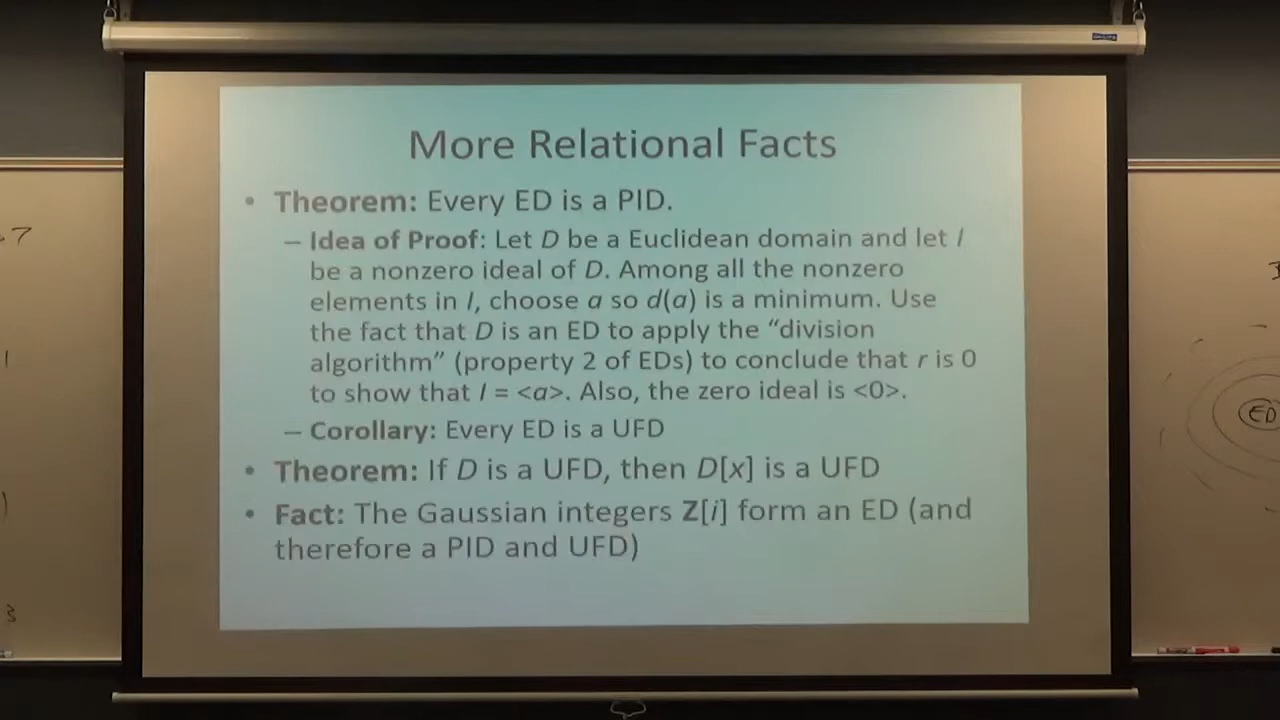 More Relational Facts
• Theorem: Every ED is a PID.
– Idea of Proof: Let D be a Euclidean domain and let I
be a nonzero ideal of D. Among all the nonzero
elements in I, choose a so d(a) is a minimum. Use
the fact that D is an ED to apply the “division
algorithm” (property 2 of EDs) to conclude that r is 0
to show that I = <a>. Also, the zero ideal is <0>.
– Corollary: Every ED is a UFD
• Theorem: If D is a UFD, then D[x] is a UFD
• Fact: The Gaussian integers Z[i] form an ED (and
therefore a PID and UFD)
7
3
ED